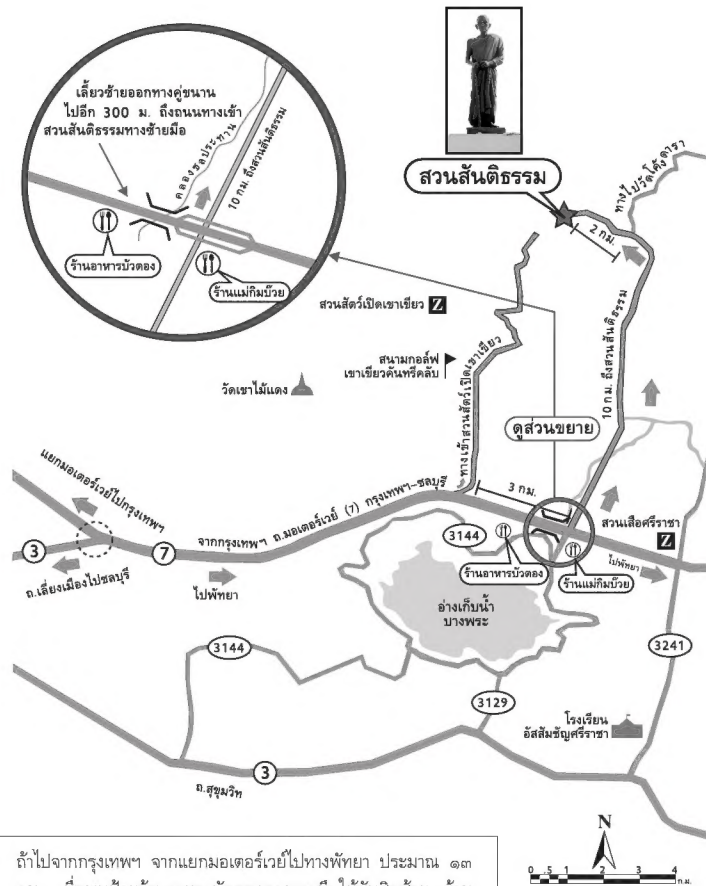 เลี้ยวซ้ายออกทางคู่ขนาน
ไปอีก 300 ม. ถึงถนนทางเข้า
สวนสันติธรรมทางซ้ายมือ
คลองชลประทาน
10 กม. ถึงสวนสันติธรรม
ร้านอาหารบัวตอง
ร้านแม่กิมบ๊วย
สวนสันติธรรม
ทางไปวัดโค้งดารา
2 กม.
สวนสัตว์เปิดเขาเขียว Z
สนามกอล์ฟ
เขาเขียวคันทรีคลับ
วัดเขาไม้แดง
ทางเข้าสวนสัตว์เปิดเขาเขียว
10 กม. ถึงสวนสันติธรรม
ดูส่วนขยาย
3 กม.
แยกมอเตอร์เวย์ไปกรุงเทพฯ
จากกรุงเทพฯ ถ.มอเตอร์เวย์ (7) กรุงเทพฯ-ชลบุรี
สวนเสือศรีราชา
Z
3
7
3144
ร้านอาหารบัวตอง
ร้านแม่กิมบ๊วย
ไปพัทยา
ถ.เลี่ยงเมืองไปชลบุรี
ไปพัทยา
อ่างเก็บน้ำ
บางพระ
3144
3241
3129
โรงเรียน
อัสสัมชัญศรีราชา
3
ถ.สุขุมวิท
N
0 .5 1 2 3 4
ก.ม.
ถ้าไปจากกรุงเทพฯ จากแยกมอเตอร์เวย์ไปทางพัทยา ประมาณ ๑๓